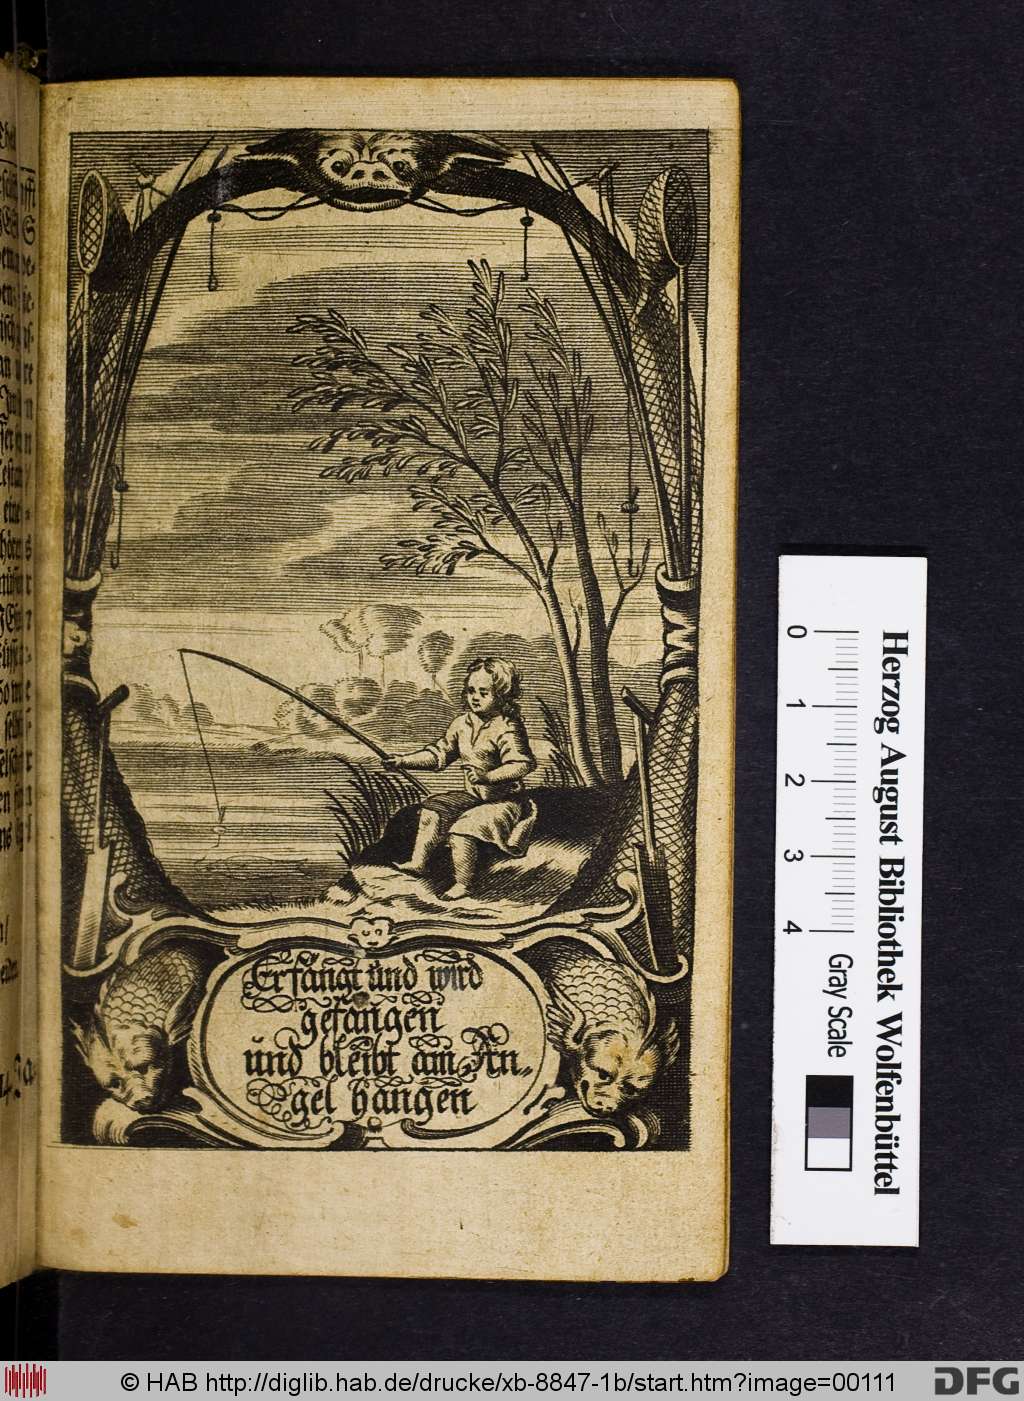 Er fängt und wird
gefangen
und bleibt am An-
gel hangen
Herzog August Bibliothek Wolfenbüttel
0 1 2 3 4
Gray Scale
© HAB http://diglib.hab.de/drucke/xb-8847-1b/start.htm?image=00111
DFG